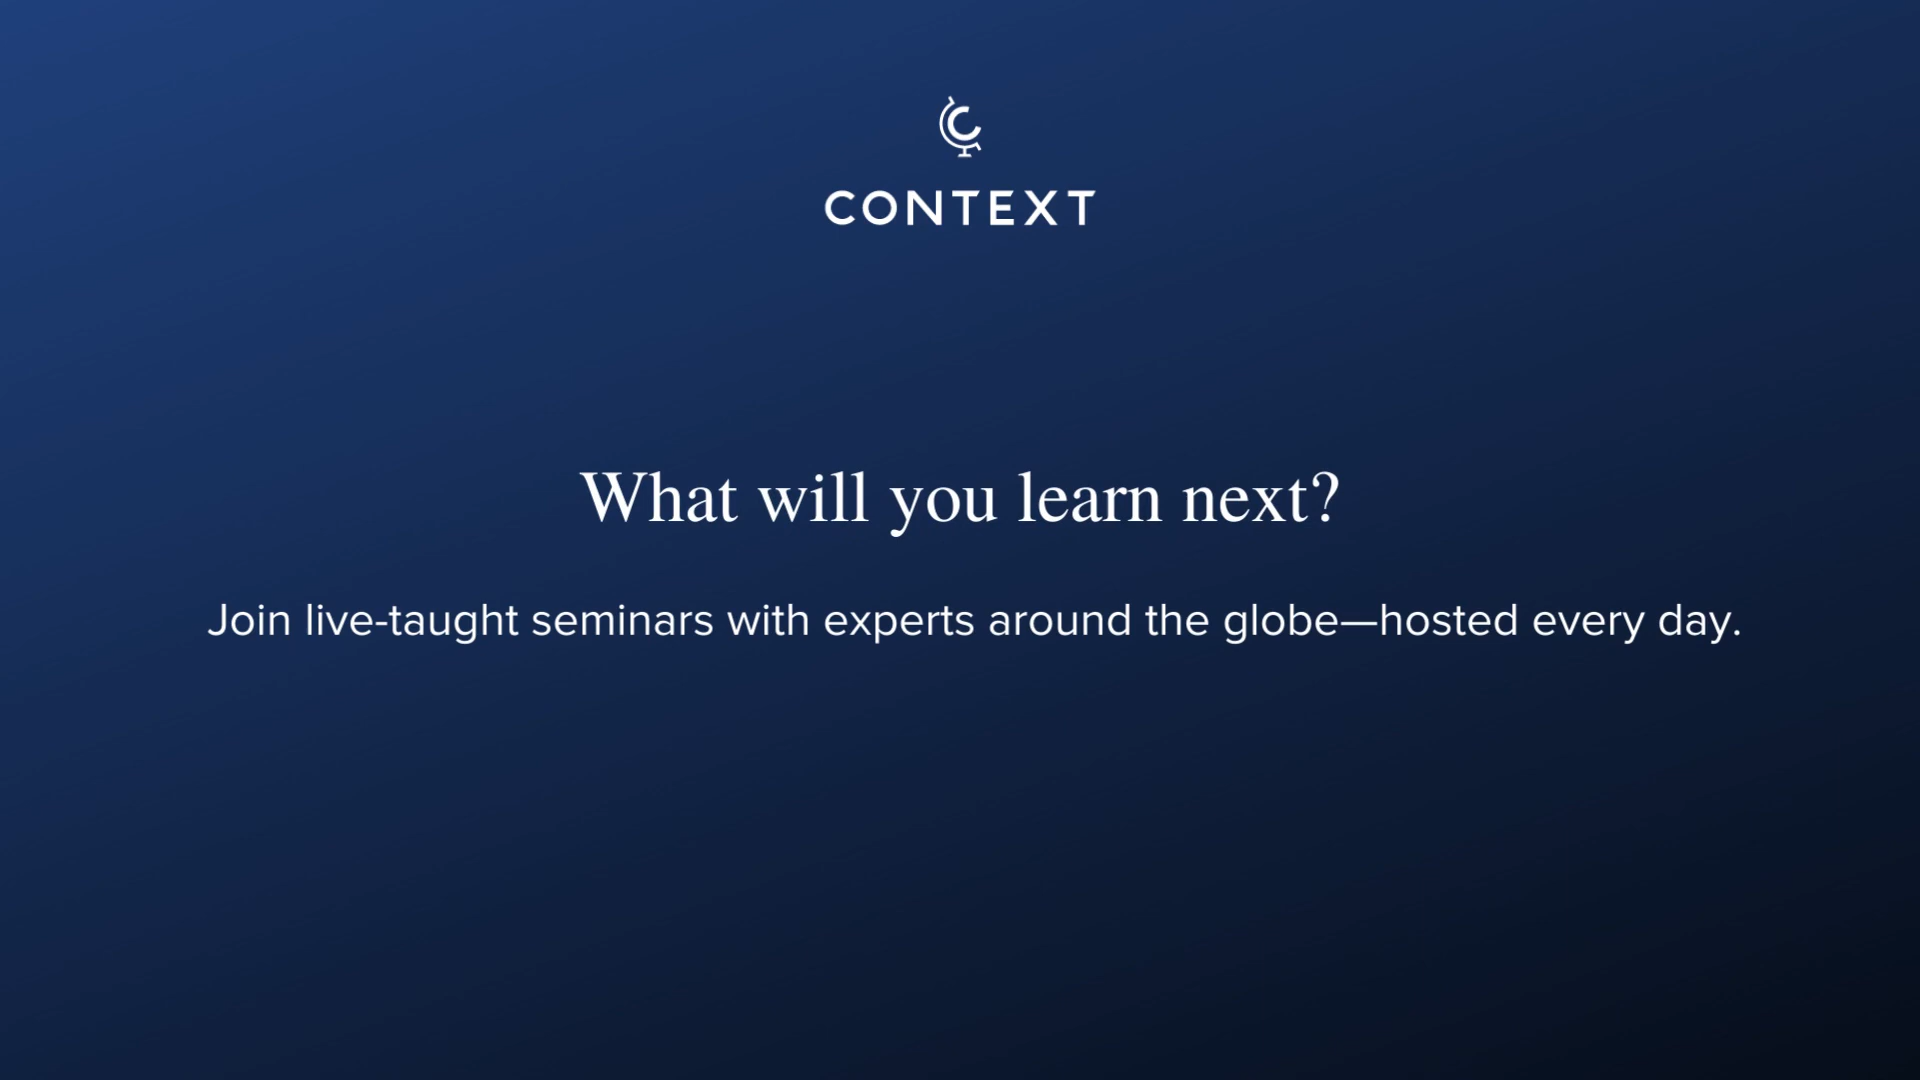 CONTEXT
What will you learn next?
Join live-taught seminars with experts around the globe—hosted every day.